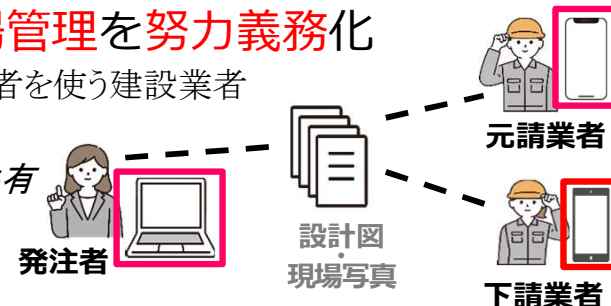 管理を努力義務化
者を使う建設業者
元請業者
有
発注者
設計図
・
現場写真
下請業者